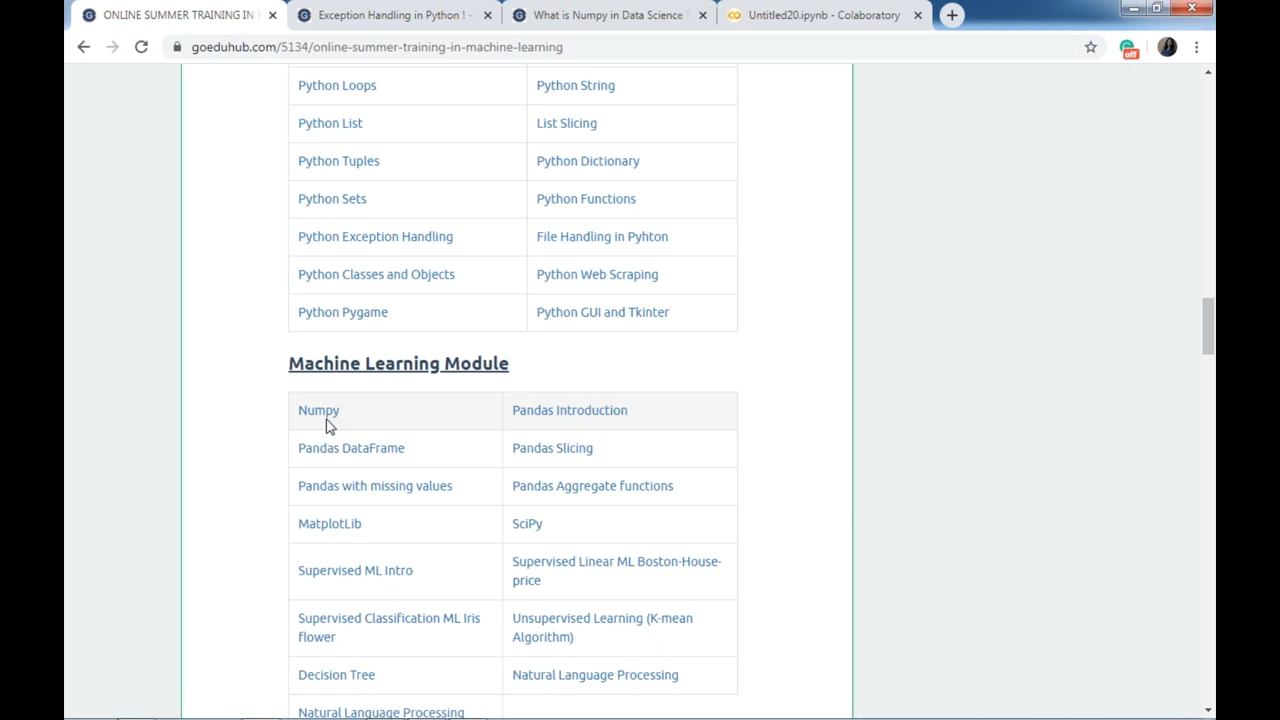 ONLINE SUMMER TRAINING IN
Exception Handling in Python ! -
What is Numpy in Data Science
Untitled20.ipynb - Colaboratory
goeduhub.com/5134/online-summer-training-in-machine-learning
off
Python Loops
Python String
Python List
List Slicing
Python Tuples
Python Dictionary
Python Sets
Python Functions
Python Exception Handling
File Handling in Pyhton
Python Classes and Objects
Python Web Scraping
Python Pygame
Python GUI and Tkinter
Machine Learning Module
Numpy
Pandas Introduction
Pandas DataFrame
Pandas Slicing
Pandas with missing values
Pandas Aggregate functions
MatplotLib
SciPy
Supervised ML Intro
Supervised Linear ML Boston-House-
price
Supervised Classification ML Iris
flower
Unsupervised Learning (K-mean
Algorithm)
Decision Tree
Natural Language Processing
Natural Language Processing